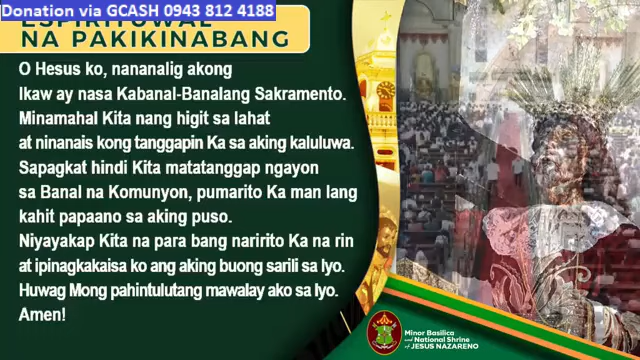 Donation via GCASH 0943 812 4188
NA PAKIKINABANG
O Hesus ko, nananalig akong
Ikaw ay nasa Kabanal-Banalang Sakramento.
Minamahal Kita nang higit sa lahat
at ninanais kong tanggapin Ka sa aking kaluluwa.
Sapagkat hindi Kita matatanggap ngayon
sa Banal na Komunyon, pumarito Ka man lang
kahit papaano sa aking puso.
Niyayakap Kita na para bang naririto Ka na rin
at ipinagkakaisa ko ang aking buong sarili sa Iyo.
Huwag Mong pahintulutang mawalay ako sa Iyo.
Amen!
Minor Basilica
and National Shrine
of JESUS NAZARENO